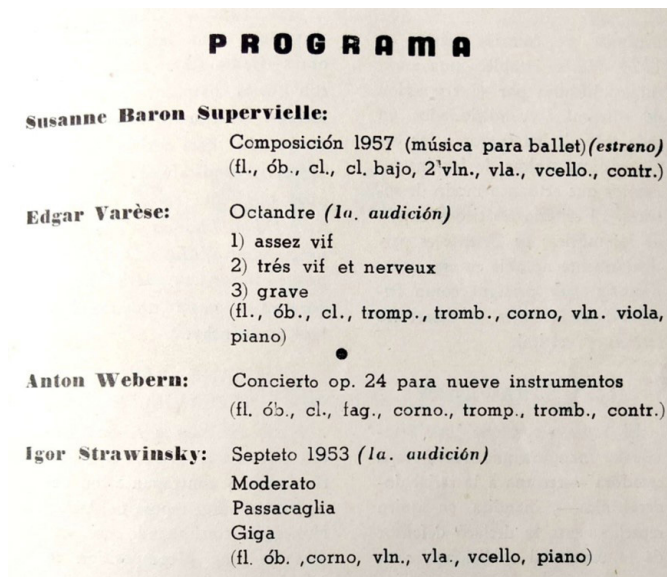 PROGRAMA
Susanne Baron Supervielle:
Composición 1957 (música para ballet) (estreno)
(fl., ób., cl., cl. bajo, 2 vln., vla., vcello., contr.)
Edgar Varèse: Octandre (1a. audición)
1) assez vif
2) trés vif et nerveux
3) grave
(fl., ób., cl., tromp., tromb., corno, vln. viola,
piano)
Anton Webern: Concierto op. 24 para nueve instrumentos
(fl. ób., cl., fag., corno., tromp., tromb., contr.)
Igor Strawinsky: Septeto 1953 (1a. audición)
Moderato
Passacaglia
Giga
(fl. ób. ,corno, vln., vla., vcello, piano)